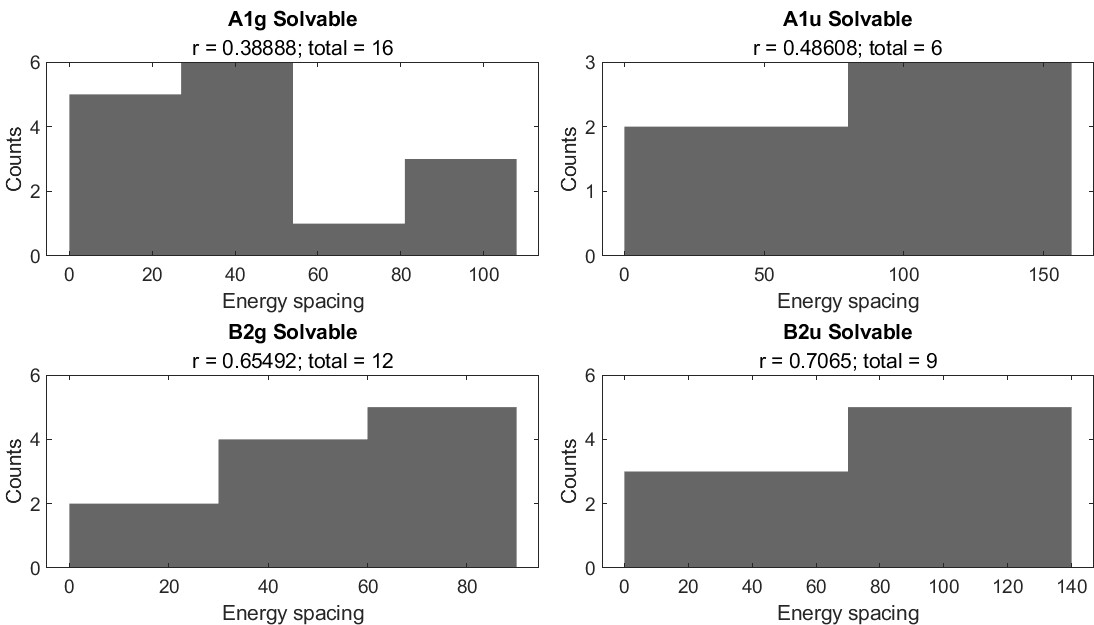 A1g Solvable
r = 0.38888; total = 16
6
4
2
0
Counts
0 20 40 60 80 100
Energy spacing
A1u Solvable
r = 0.48608; total = 6
3
2
1
0
Counts
0 50 100 150
Energy spacing
B2g Solvable
r = 0.65492; total = 12
6
4
2
0
Counts
0 20 40 60 80
Energy spacing
B2u Solvable
r = 0.7065; total = 9
6
4
2
0
Counts
0 20 40 60 80 100 120 140
Energy spacing